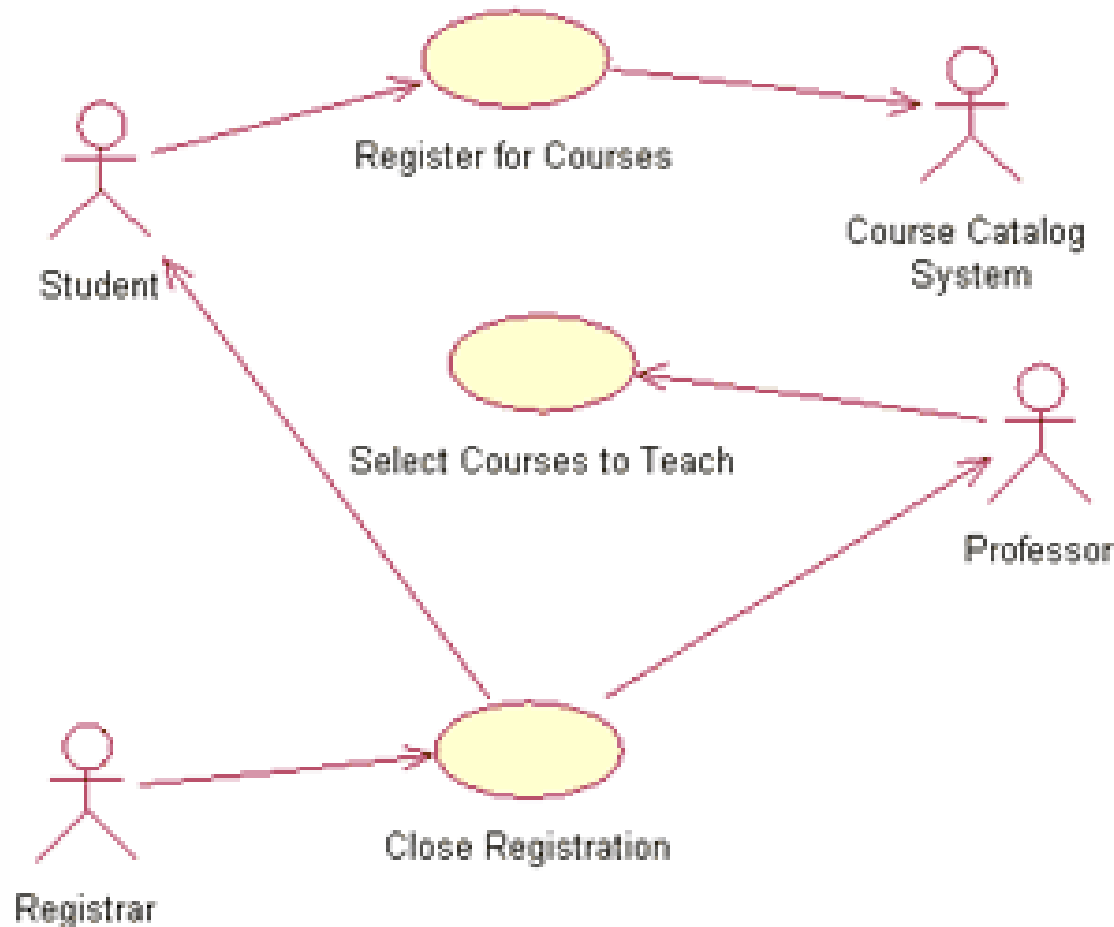 Register for Courses
Course Catalog
System
Student
Select Courses to Teach
Professor
Close Registration
Registrar